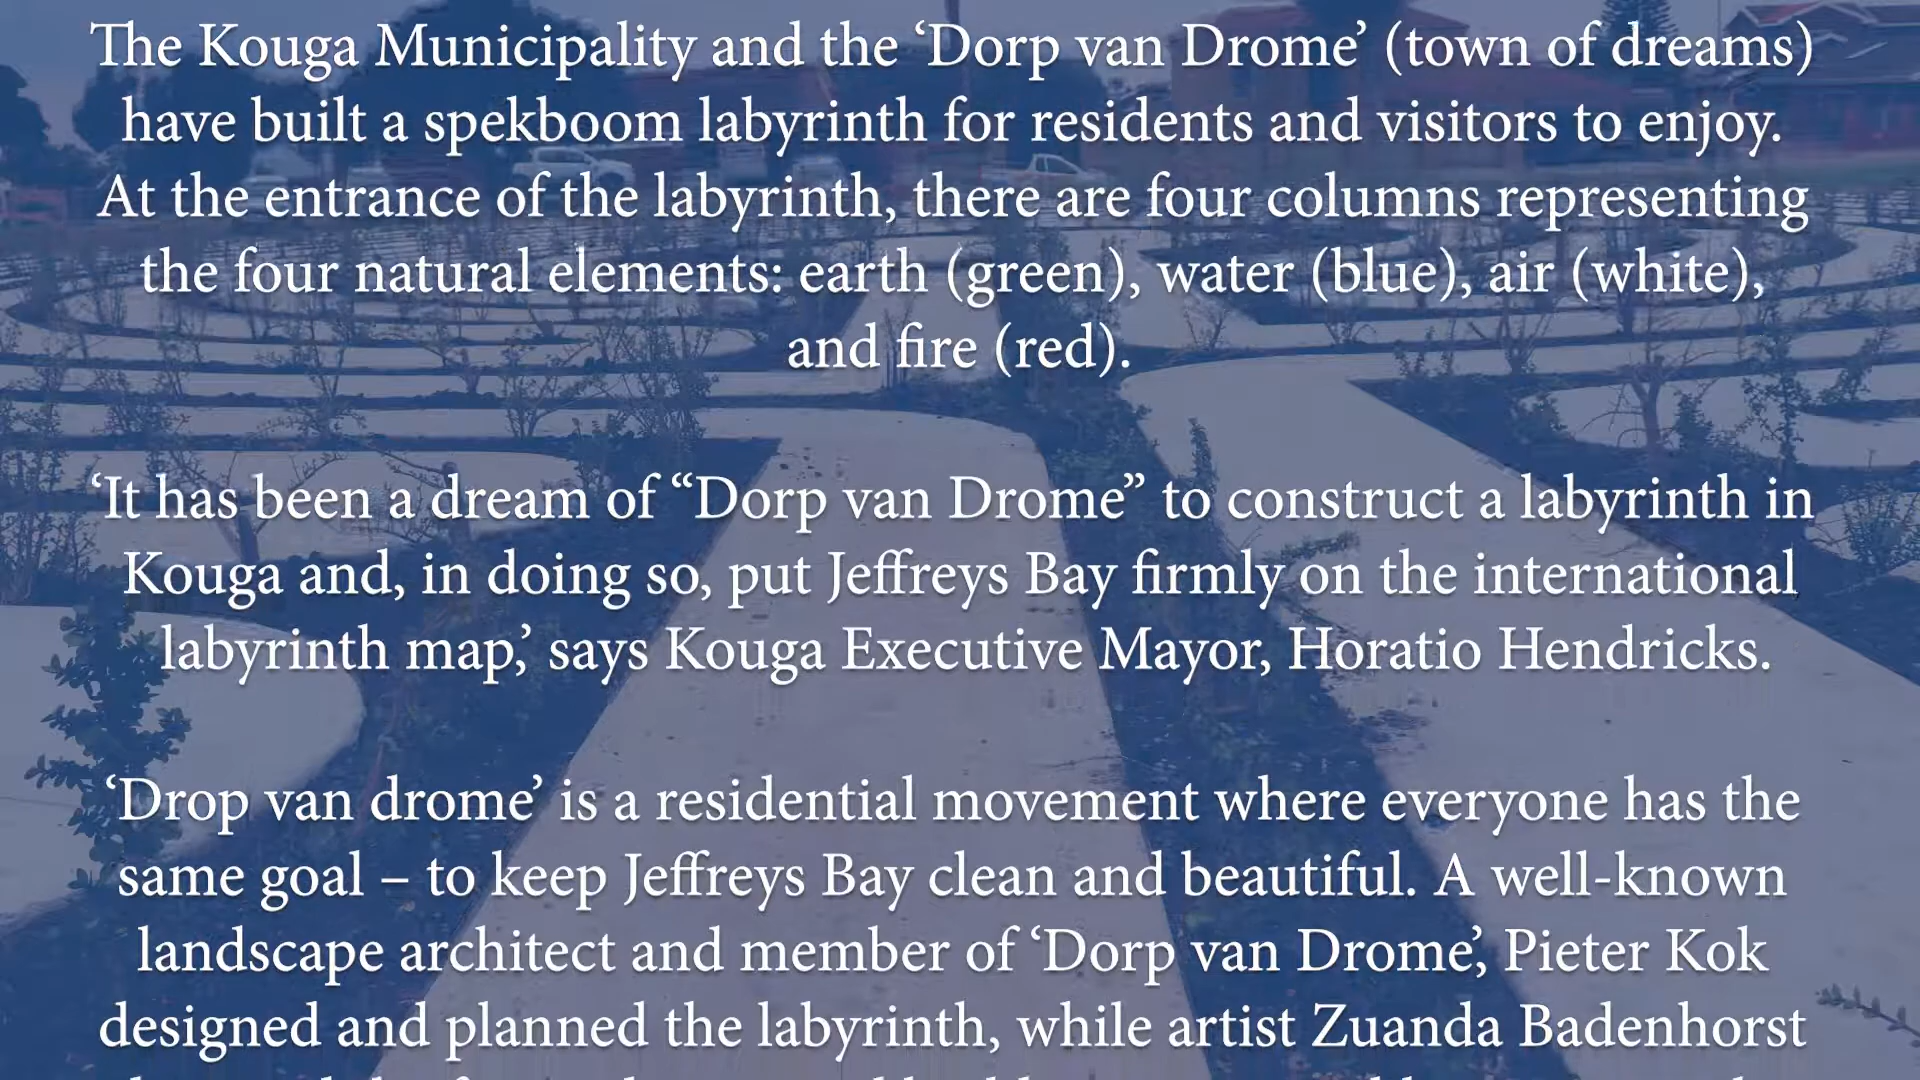 The Kouga Municipality and the ‘Dorp van Drome’ (town of dreams)
have built a spekboom labyrinth for residents and visitors to enjoy.
At the entrance of the labyrinth, there are four columns representing
the four natural elements: earth (green), water (blue), air (white),
and fire (red).
‘It has been a dream of “Dorp van Drome” to construct a labyrinth in
Kouga and, in doing so, put Jeffreys Bay firmly on the international
labyrinth map,’ says Kouga Executive Mayor, Horatio Hendricks.
‘Drop van drome’ is a residential movement where everyone has the
same goal – to keep Jeffreys Bay clean and beautiful. A well-known
landscape architect and member of ‘Dorp van Drome’, Pieter Kok
designed and planned the labyrinth, while artist Zuanda Badenhorst